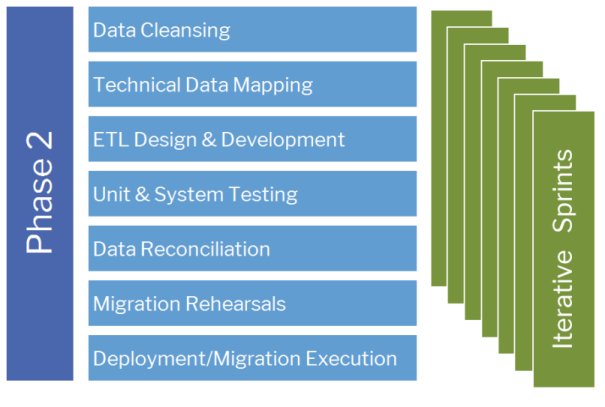 Phase 2
Data Cleansing
Technical Data Mapping
ETL Design & Development
Unit & System Testing
Data Reconciliation
Migration Rehearsals
Deployment/Migration Execution
Iterative Sprints